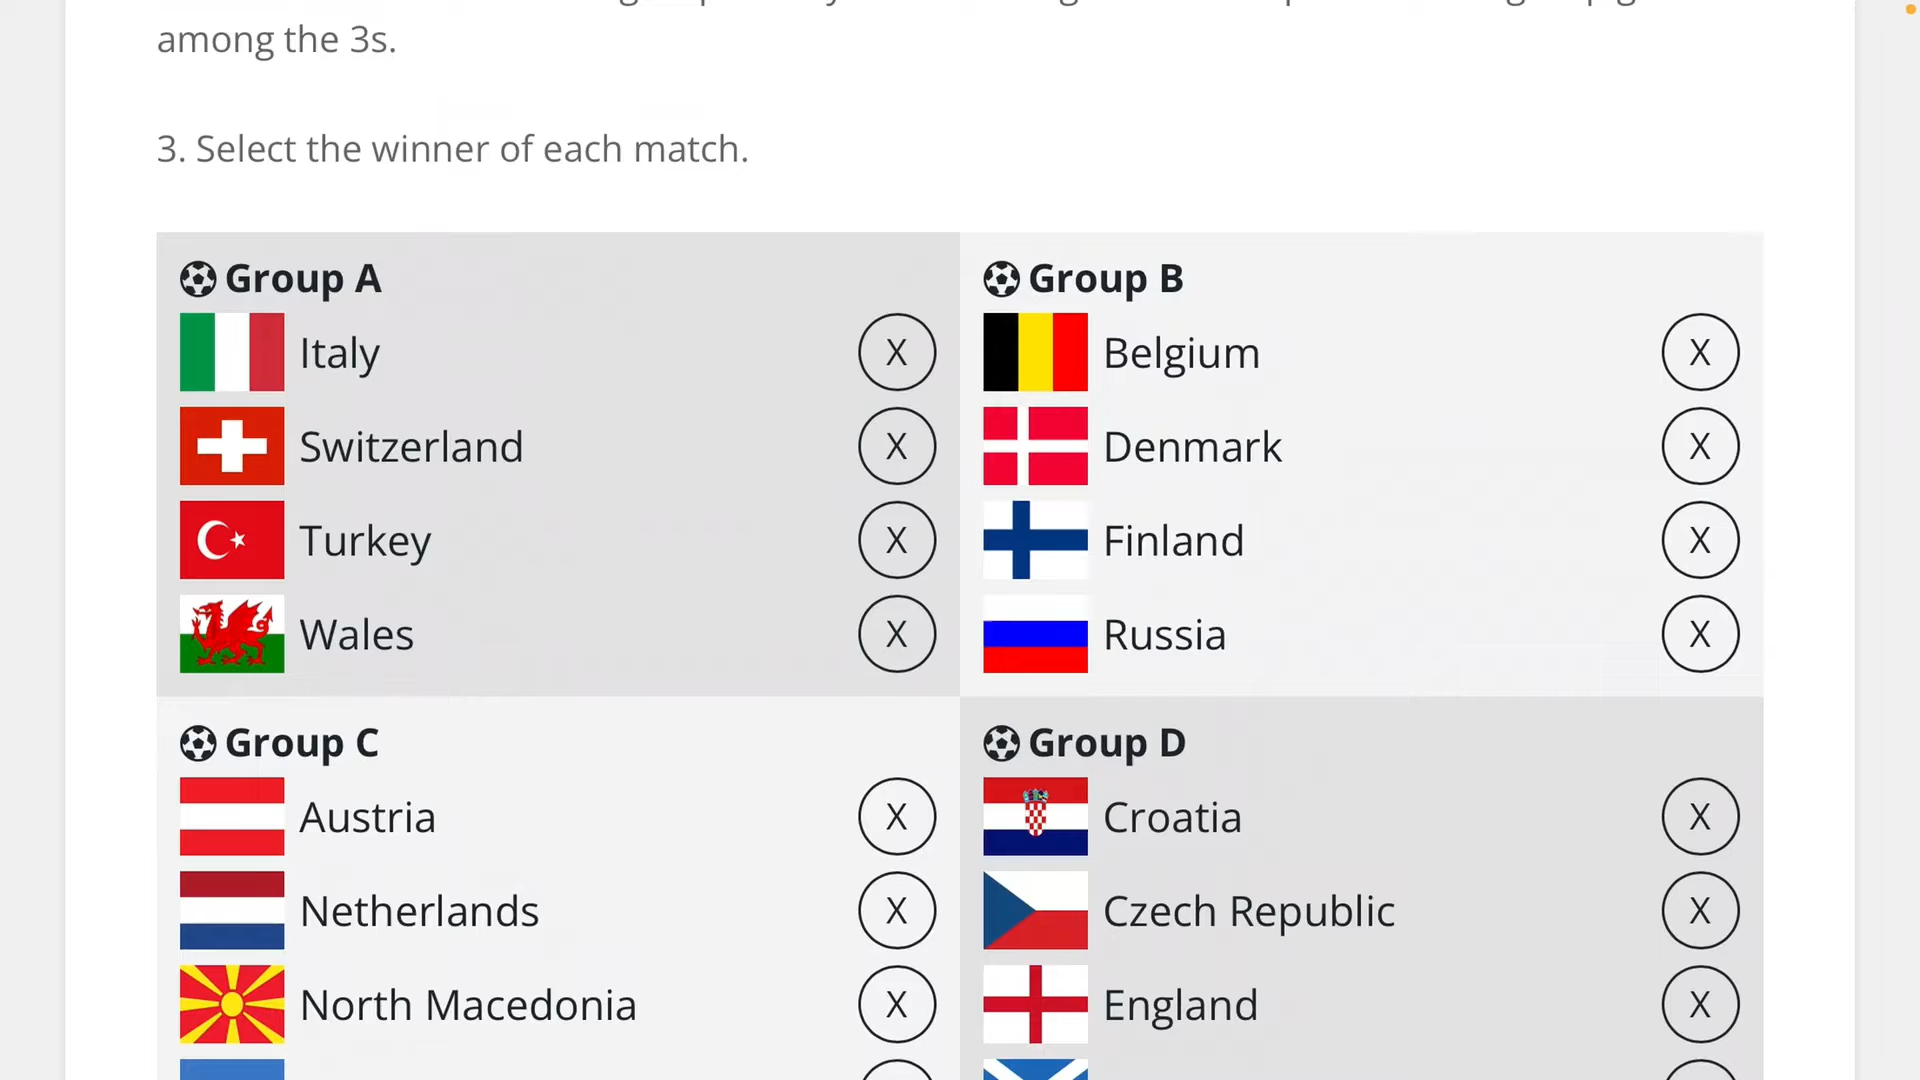 among the 3s.
3. Select the winner of each match.
Group A
Italy X
Switzerland X
Turkey X
Wales X
Group B
Belgium X
Denmark X
Finland X
Russia X
Group C
Austria X
Netherlands X
North Macedonia X
Group D
Croatia X
Czech Republic X
England X